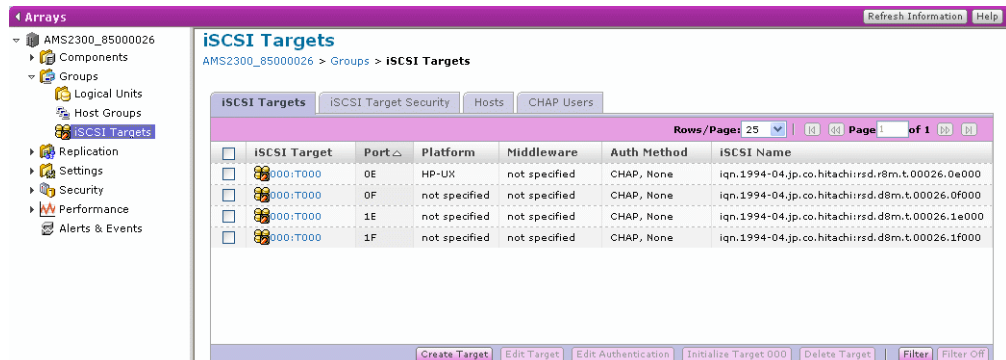 Arrays
Refresh Information Help
AMS2300_85000026
Components
Groups
Logical Units
Host Groups
iSCSI Targets
Replication
Settings
Security
Performance
Alerts & Events
iSCSI Targets
AMS2300_85000026 > Groups > iSCSI Targets
iSCSI Targets iSCSI Target Security Hosts CHAP Users
Rows/Page: 25 Page 1 of 1
iSCSI Target Port Platform Middleware Auth Method iSCSI Name
000:T000 0E HP-UX not specified CHAP, None iqn.1994-04.jp.co.hitachi:rsd.r8m.t.00026.0e000
000:T000 0F not specified not specified CHAP, None iqn.1994-04.jp.co.hitachi:rsd.d8m.t.00026.0f000
000:T000 1E not specified not specified CHAP, None iqn.1994-04.jp.co.hitachi:rsd.r8m.t.00026.1e000
000:T000 1F not specified not specified CHAP, None iqn.1994-04.jp.co.hitachi:rsd.d8m.t.00026.1f000
Create Target Edit Target Edit Authentication Initialize Target 000 Delete Target Filter Filter Off